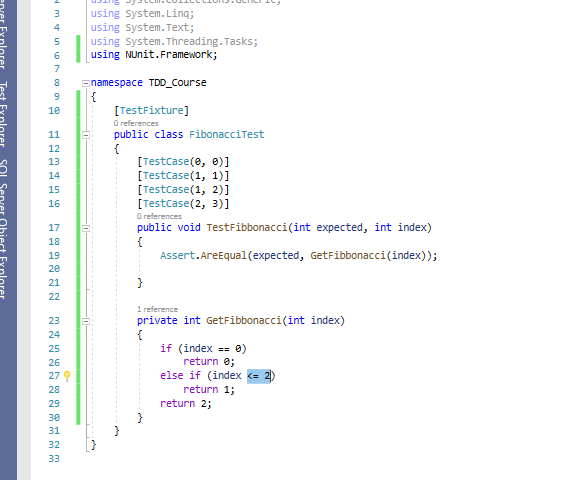 Server Explorer
Test Explorer
SQL Server Object Explorer
2 using System.Collections.Generic;
3 using System.Linq;
4 using System.Text;
5 using System.Threading.Tasks;
6 using NUnit.Framework;
7
8 namespace TDD_Course
9 {
10 [TestFixture]
0 references
11 public class FibonacciTest
12 {
13 [TestCase(0, 0)]
14 [TestCase(1, 1)]
15 [TestCase(1, 2)]
16 [TestCase(2, 3)]
0 references
17 public void TestFibbonacci(int expected, int index)
18 {
19 Assert.AreEqual(expected, GetFibbonacci(index));
20
21 }
22
1 reference
23 private int GetFibbonacci(int index)
24 {
25 if (index == 0)
26 return 0;
27 else if (index <= 2)
28 return 1;
29 return 2;
30 }
31 }
32 }
33